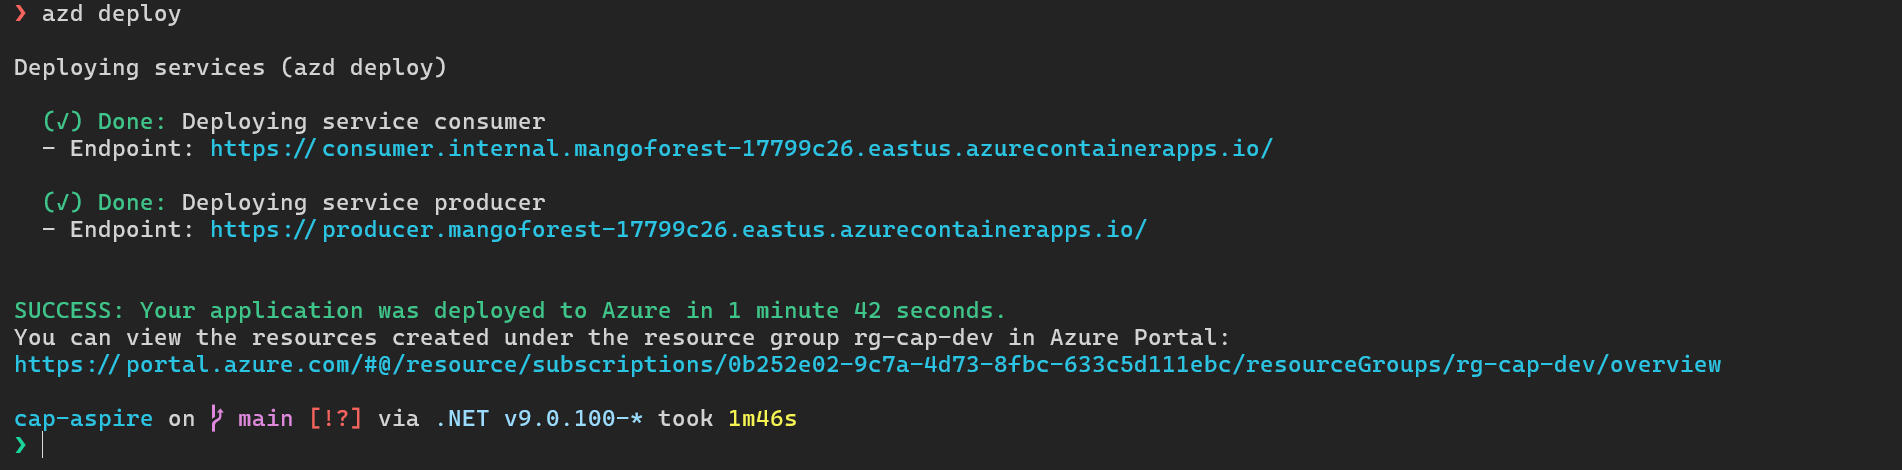 ❯ azd deploy
Deploying services (azd deploy)
(✓) Done: Deploying service consumer
- Endpoint: https://consumer.internal.mangoforest-17799c26.eastus.azurecontainerapps.io/
(✓) Done: Deploying service producer
- Endpoint: https://producer.mangoforest-17799c26.eastus.azurecontainerapps.io/
SUCCESS: Your application was deployed to Azure in 1 minute 42 seconds.
You can view the resources created under the resource group rg-cap-dev in Azure Portal:
https://portal.azure.com/#@/resource/subscriptions/0b252e02-9c7a-4d73-8fbc-633c5d111ebc/resourceGroups/rg-cap-dev/overview
cap-aspire on main [!?] via .NET v9.0.100-* took 1m46s
❯